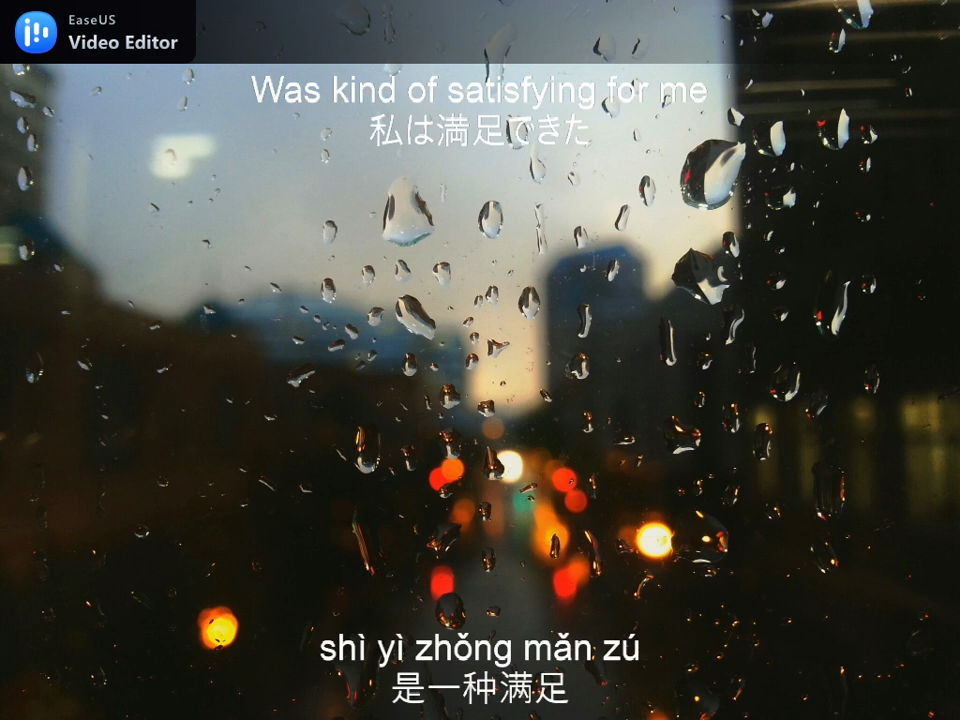 EaseUS
Video Editor
Was kind of satisfying for me
私は満足できた
shì yì zhǒng mǎn zú
是一种满足